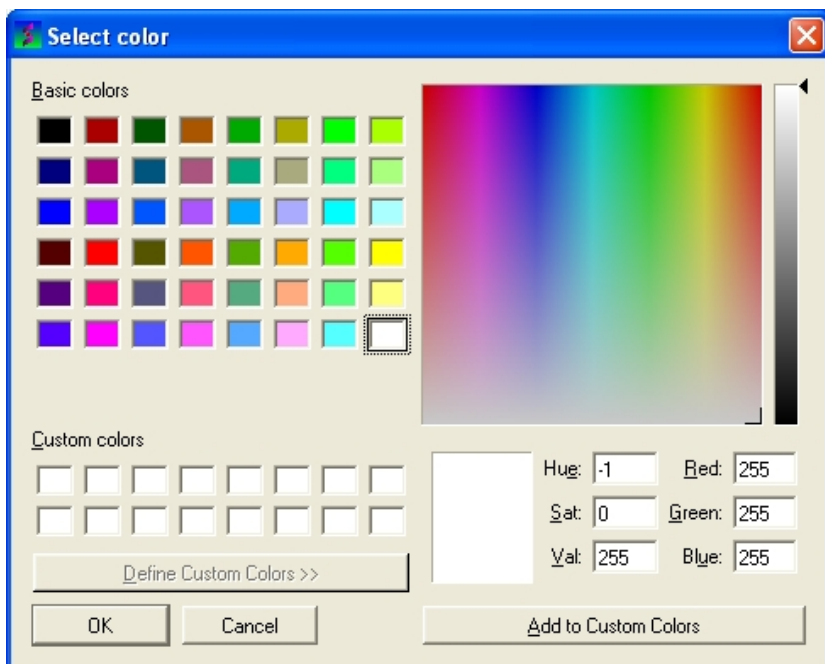 Select color
Basic colors
Custom colors
Hue: -1 Red: 255
Sat: 0 Green: 255
Val: 255 Blue: 255
Define Custom Colors >>
OK Cancel Add to Custom Colors